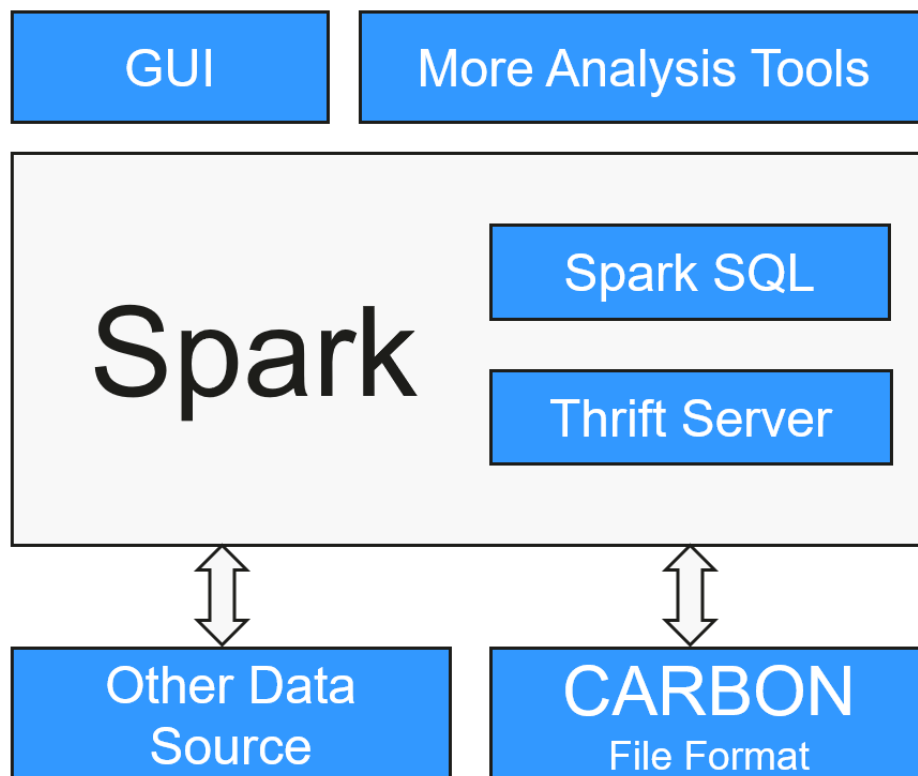 GUI
More Analysis Tools
Spark
Spark SQL
Thrift Server
Other Data
Source
CARBON
File Format